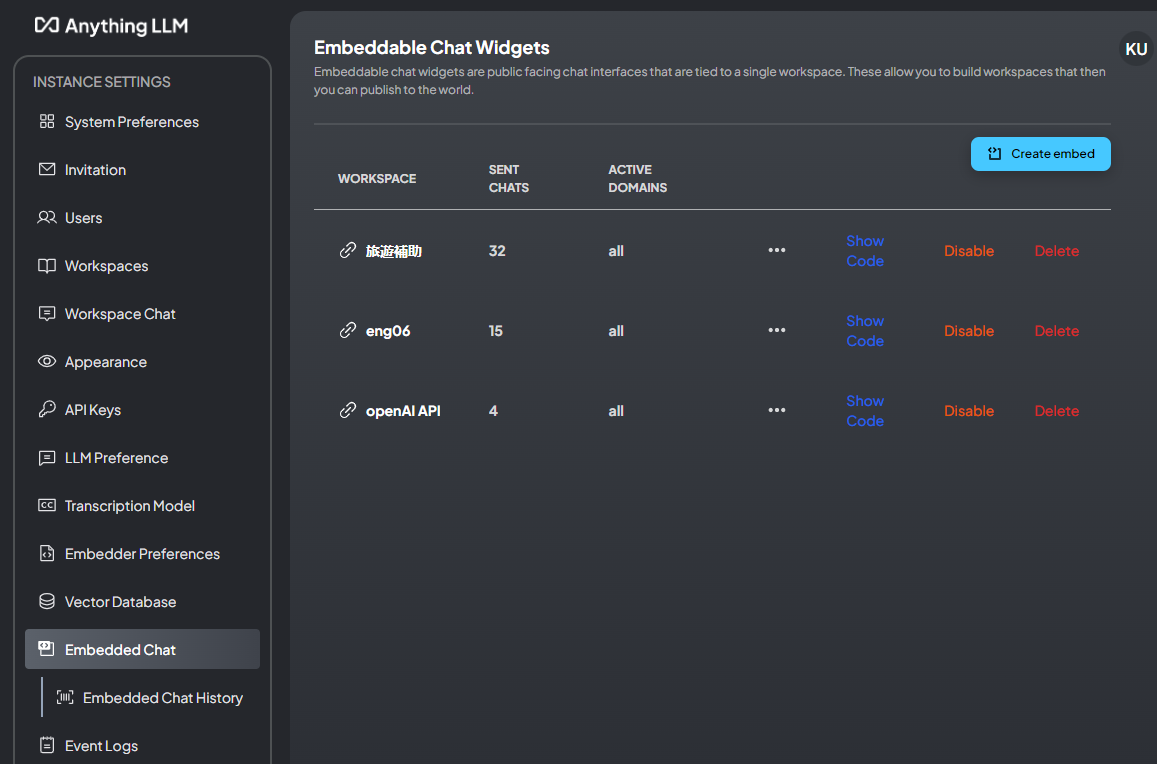 Anything LLM
INSTANCE SETTINGS
System Preferences
Invitation
Users
Workspaces
Workspace Chat
Appearance
API Keys
LLM Preference
CC Transcription Model
Embedder Preferences
Vector Database
Embedded Chat
Embedded Chat History
Event Logs
Embeddable Chat Widgets
Embeddable chat widgets are public facing chat interfaces that are tied to a single workspace. These allow you to build workspaces that then
you can publish to the world.
KU
Create embed
WORKSPACE SENT CHATS ACTIVE DOMAINS
旅遊補助 32 all ••• Show Code Disable Delete
eng06 15 all ••• Show Code Disable Delete
openAI API 4 all ••• Show Code Disable Delete